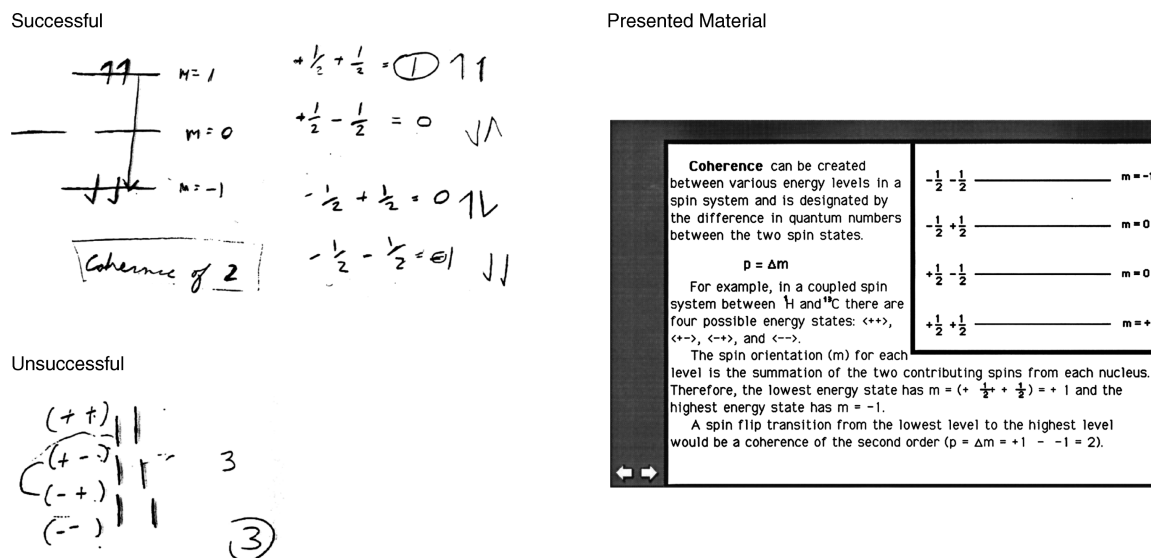 Successful
M = 1
m = 0
m = -1
Coherence of 2
+1/2 + 1/2 = 1 ↑↑
+1/2 - 1/2 = 0 ↓↑
-1/2 + 1/2 = 0 ↑↓
-1/2 - 1/2 = -1 ↓↓
Unsuccessful
(+ +)
(+ -)
(- +)
(- -)
3
3
Presented Material
Coherence can be created
between various energy levels in a
spin system and is designated by
the difference in quantum numbers
between the two spin states.
p = Δm
For example, in a coupled spin
system between ¹H and ¹³C there are
four possible energy states: <++>,
<+->, <-+>, and <-->.
The spin orientation (m) for each
level is the summation of the two contributing spins from each nucleus.
Therefore, the lowest energy state has m = (+ 1/2+ + 1/2) = + 1 and the
highest energy state has m = -1.
A spin flip transition from the lowest level to the highest level
would be a coherence of the second order (p = Δm = +1 - -1 = 2).
-1/2 -1/2 m = -1
-1/2 +1/2 m = 0
+1/2 -1/2 m = 0
+1/2 +1/2 m = +